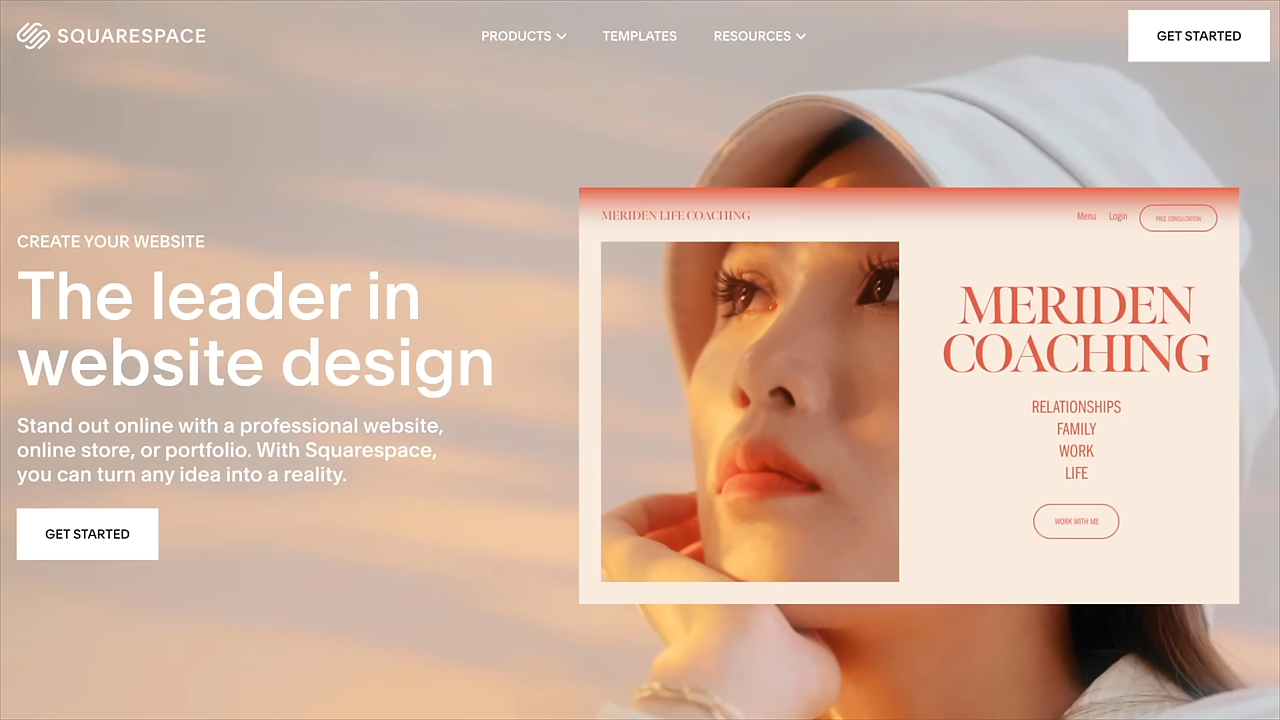 SQUARESPACE
PRODUCTS
TEMPLATES
RESOURCES
GET STARTED
CREATE YOUR WEBSITE
The leader in
website design
Stand out online with a professional website,
online store, or portfolio. With Squarespace,
you can turn any idea into a reality.
GET STARTED
MERIDEN LIFE COACHING
Menu
Login
FREE CONSULTATION
MERIDEN
COACHING
RELATIONSHIPS
FAMILY
WORK
LIFE
WORK WITH ME